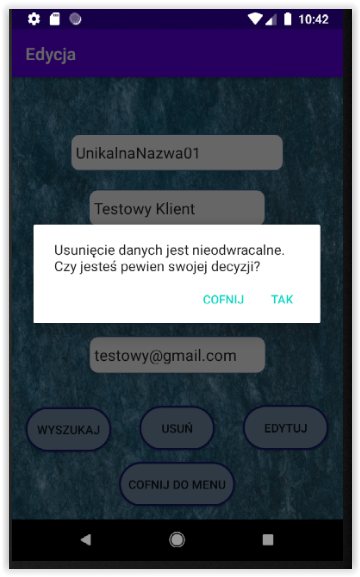 10:42
Edycja
UnikalnaNazwa01
Testowy Klient
Usunięcie danych jest nieodwracalne.
Czy jesteś pewien swojej decyzji?
COFNIJ TAK
testowy@gmail.com
WYSZUKAJ USUŃ EDYTUJ
COFNIJ DO MENU